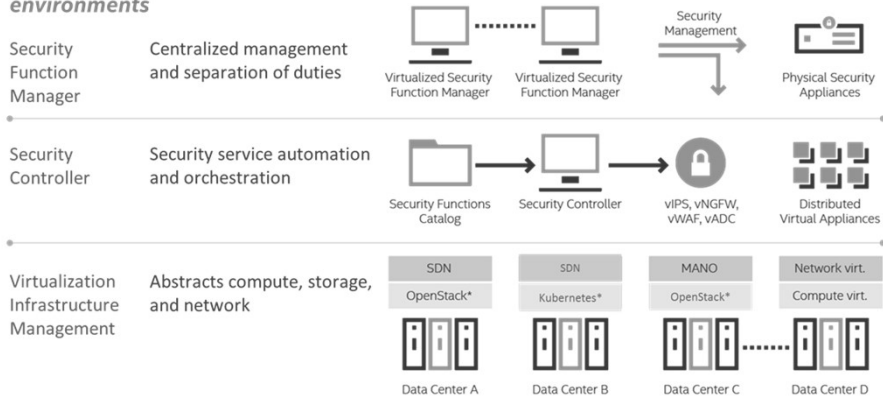 environments
Security
Function
Manager
Centralized management
and separation of duties
Virtualized Security
Function Manager
Virtualized Security
Function Manager
Security
Management
Physical Security
Appliances
Security
Controller
Security service automation
and orchestration
Security Functions
Catalog
Security Controller
vIPS, vNGFW,
vWAF, vADC
Distributed
Virtual Appliances
Virtualization
Infrastructure
Management
Abstracts compute, storage,
and network
SDN
OpenStack*
Data Center A
SDN
Kubernetes*
Data Center B
MANO
OpenStack*
Data Center C
Network virt.
Compute virt.
Data Center D